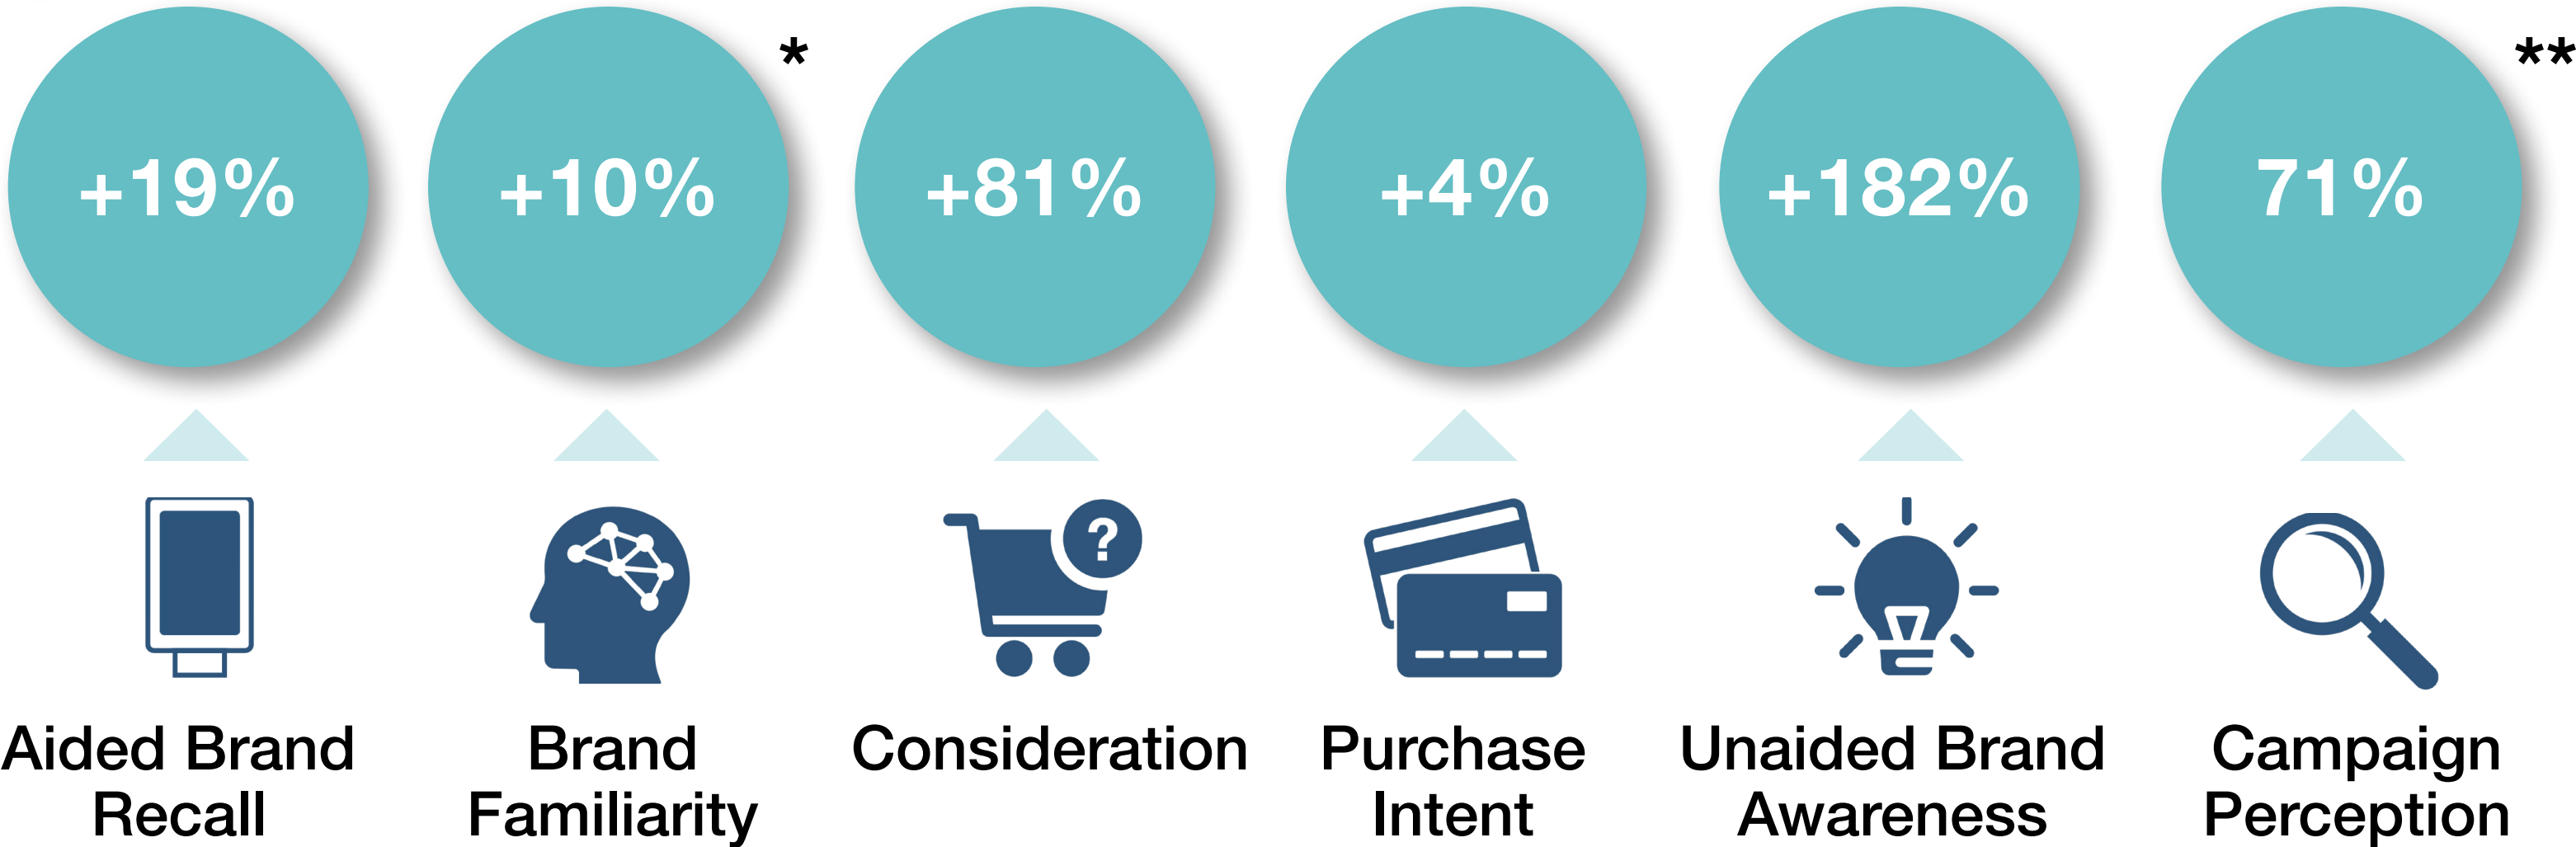 +19%
+10%
*
+81%
+4%
+182%
71%
**
?
Aided Brand
Recall
Brand
Familiarity
Consideration
Purchase
Intent
Unaided Brand
Awareness
Campaign
Perception